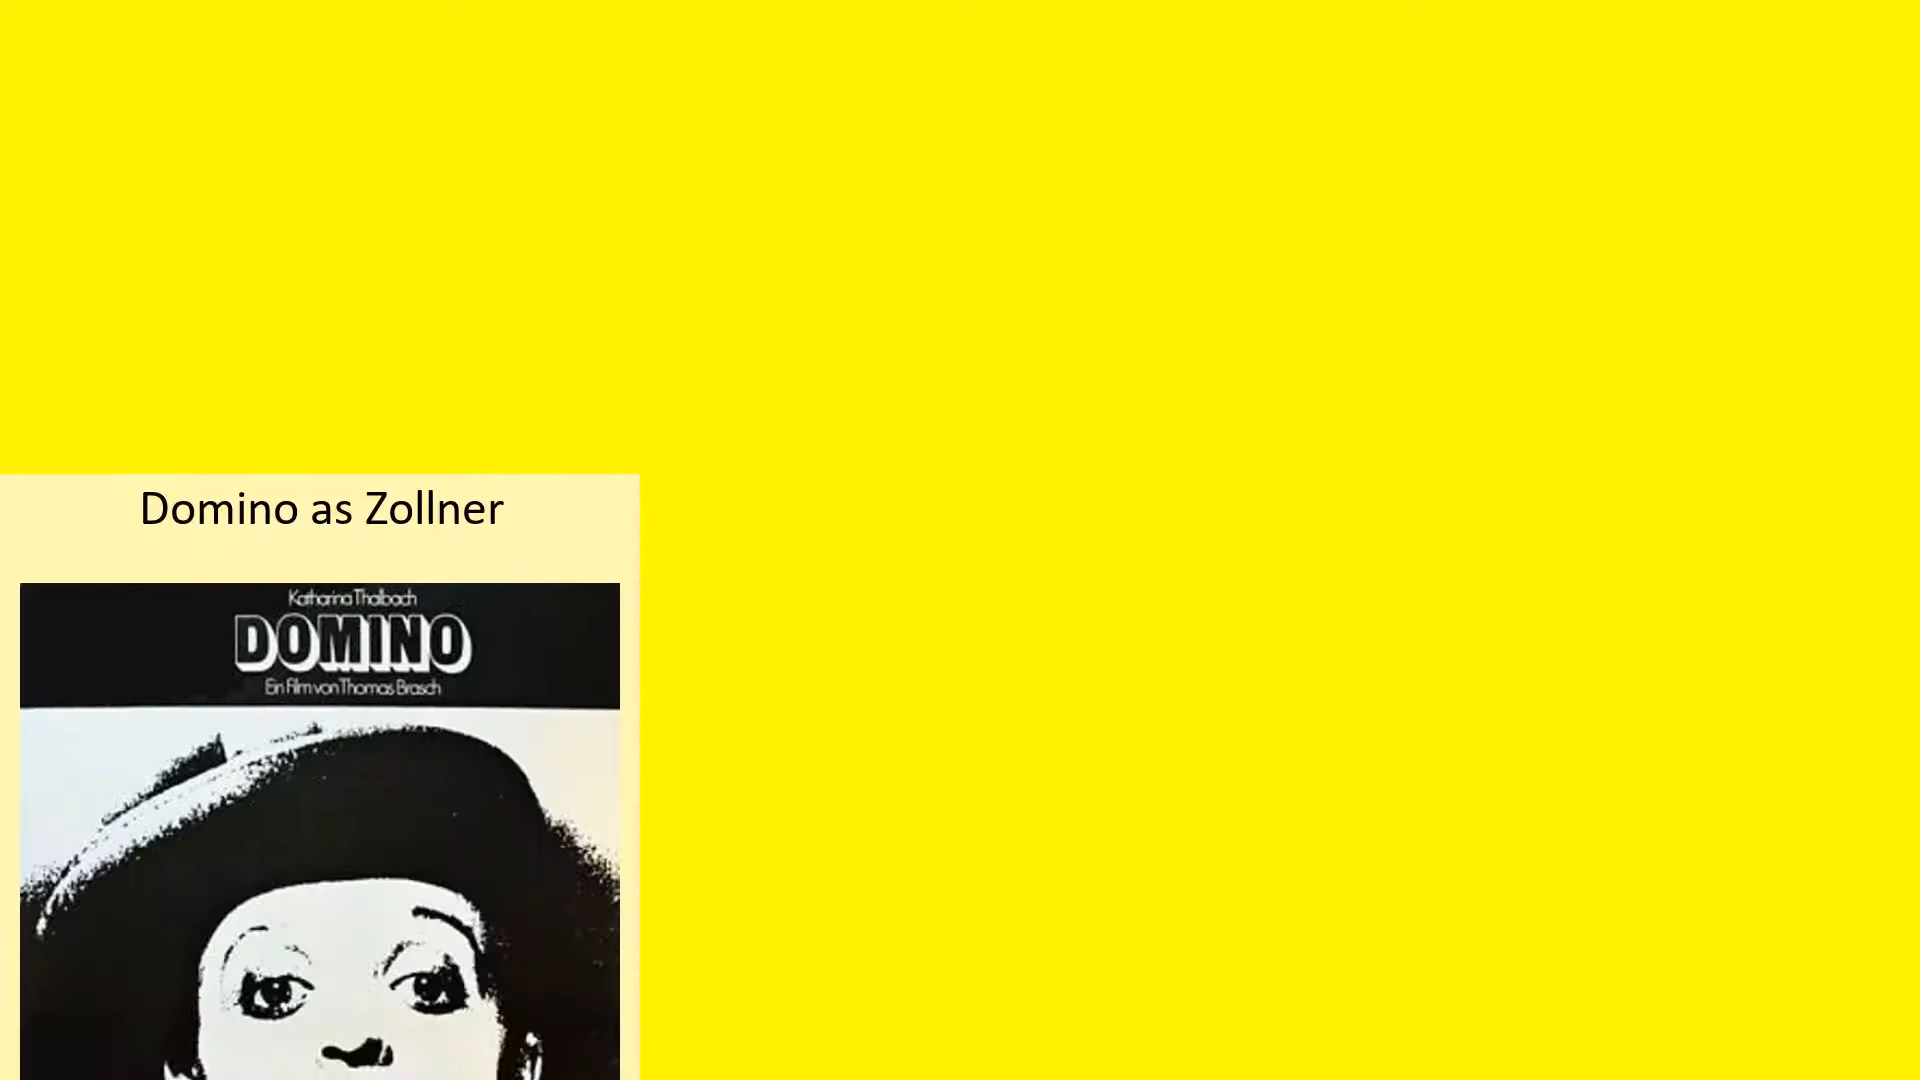 Domino as Zollner
Katharina Thalbach
DOMINO
Ein Film von Thomas Brasch